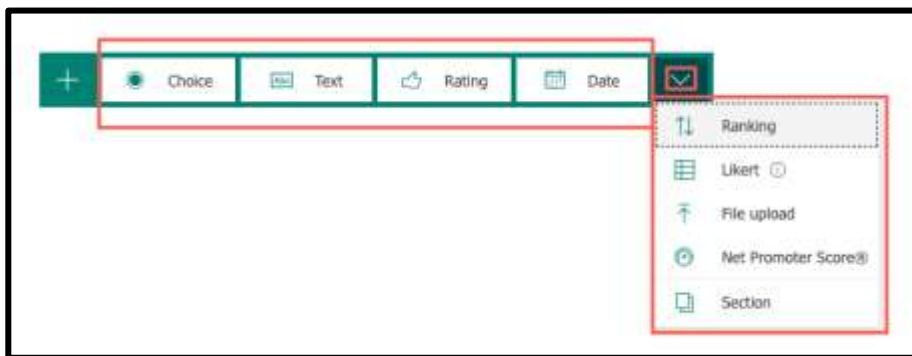 Choice Text Rating Date
Ranking
Likert
File upload
Net Promoter Score®
Section